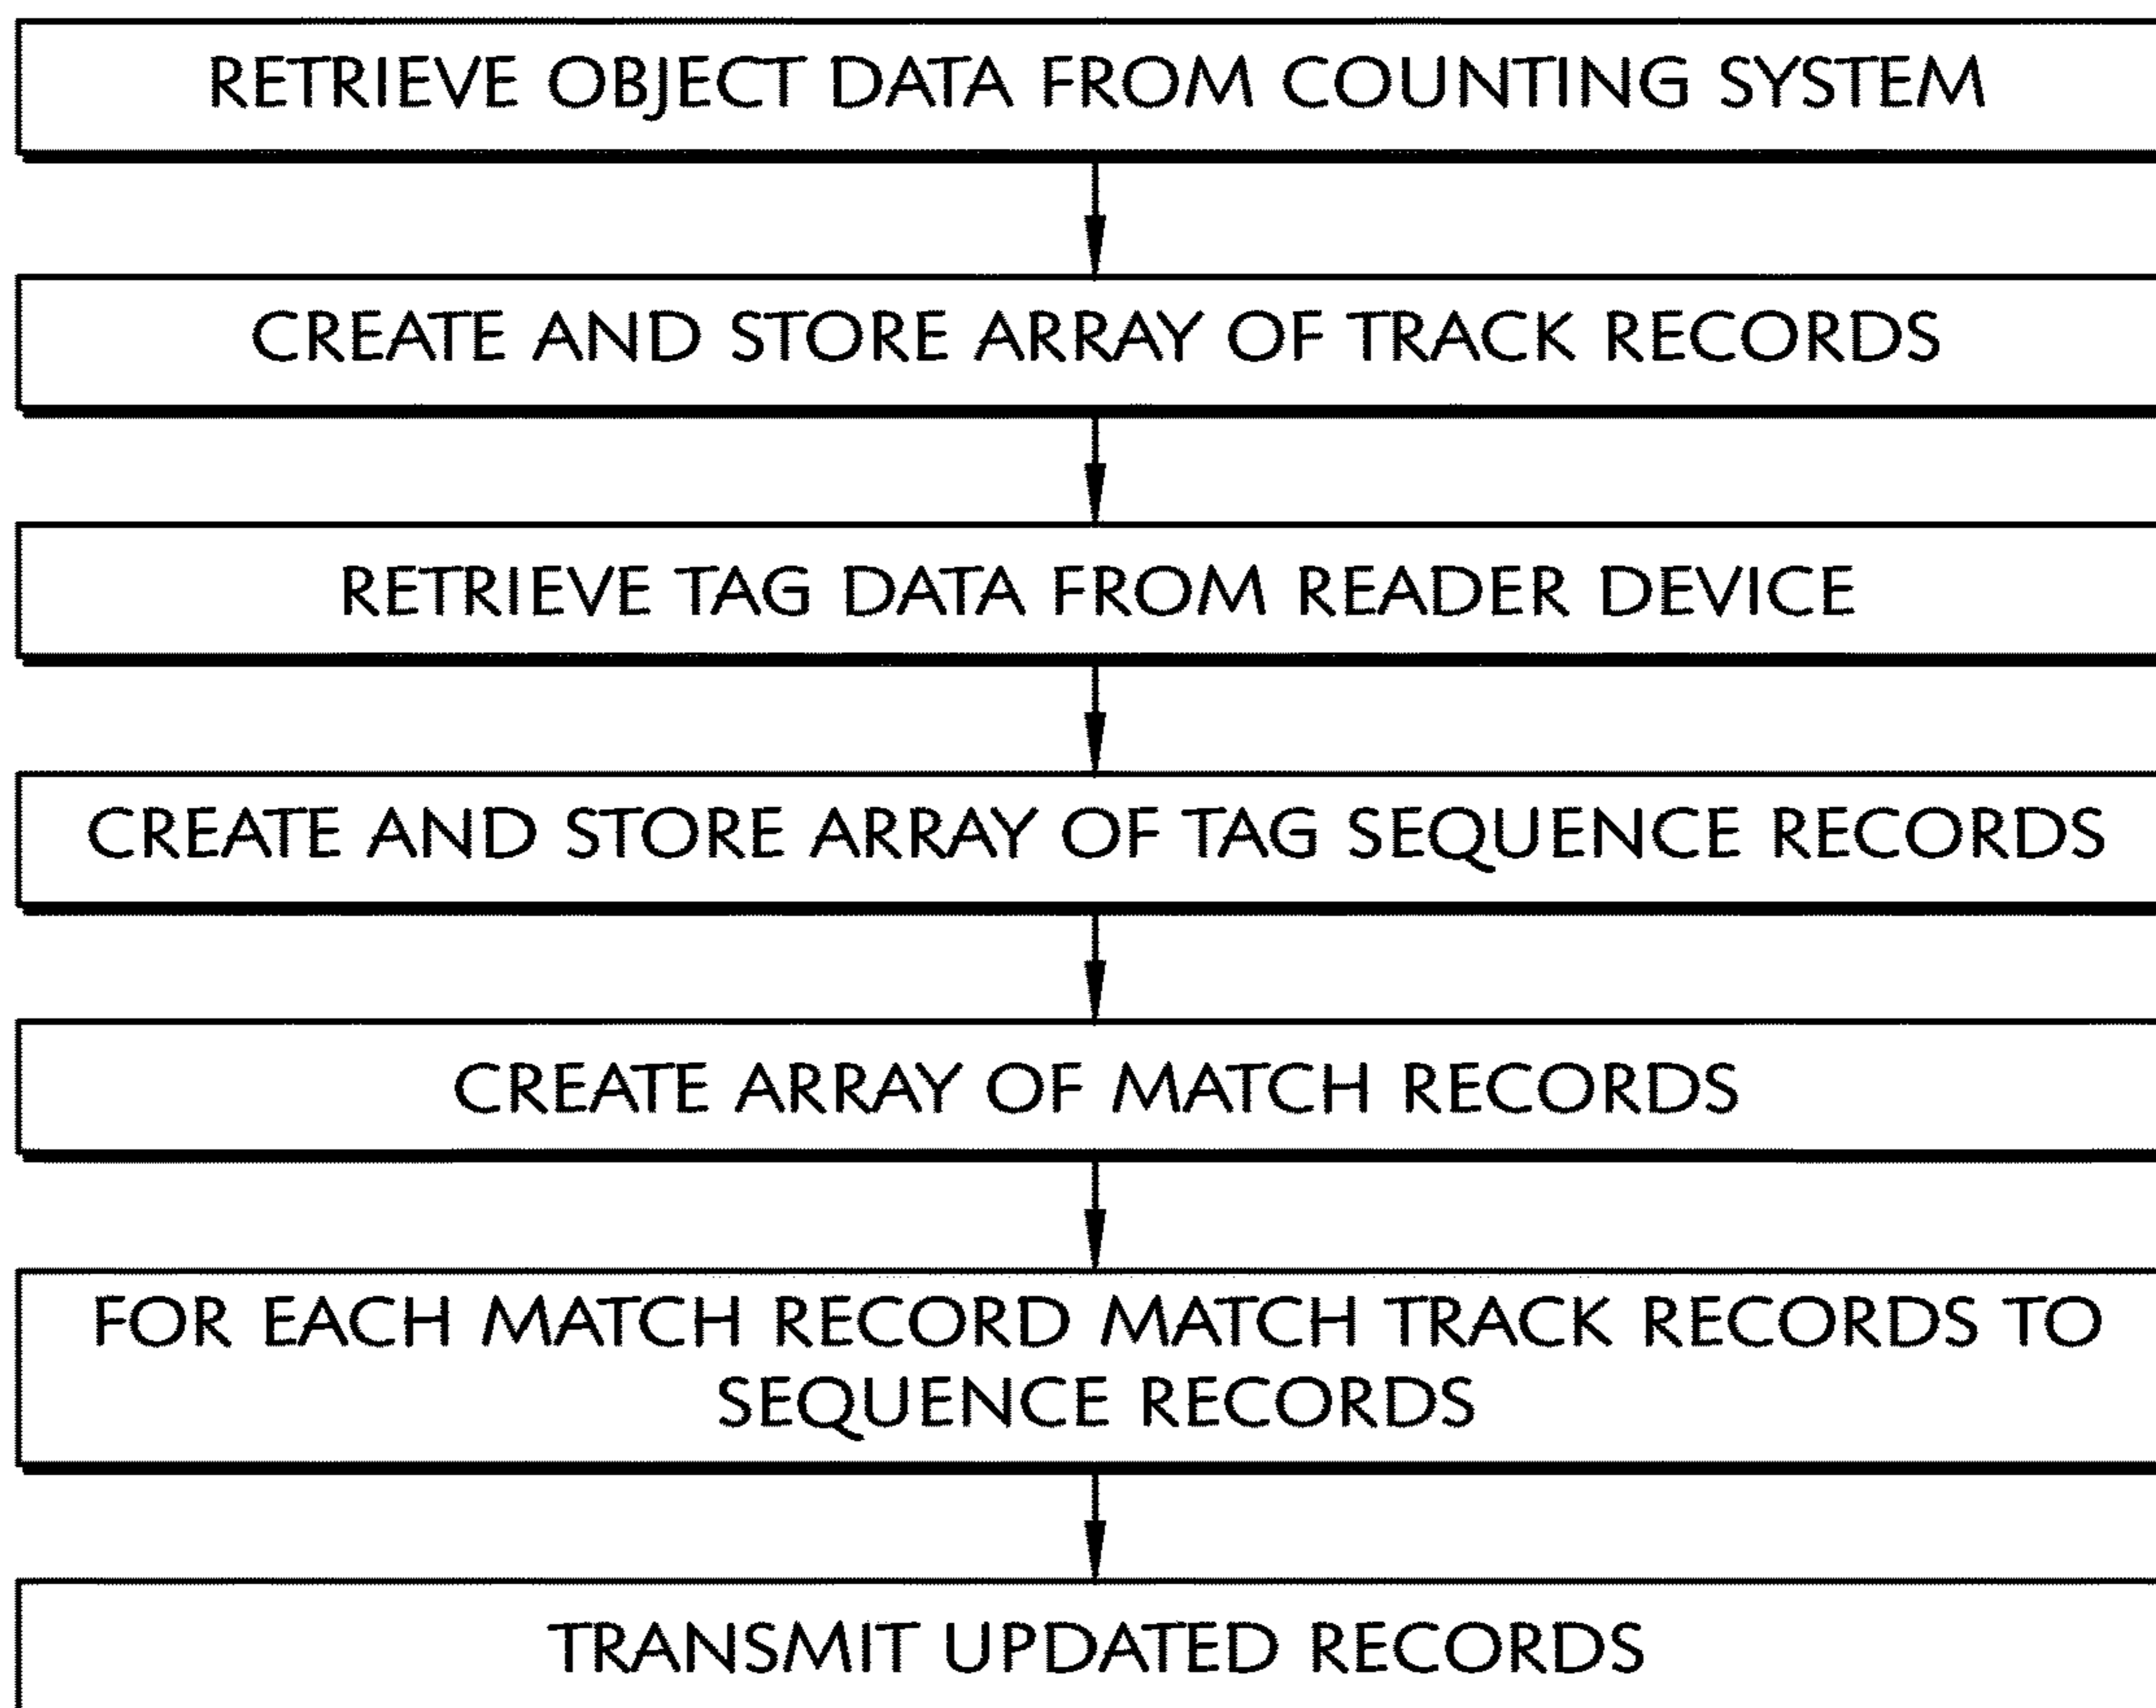 RETRIEVE OBJECT DATA FROM COUNTING SYSTEM
CREATE AND STORE ARRAY OF TRACK RECORDS
RETRIEVE TAG DATA FROM READER DEVICE
CREATE AND STORE ARRAY OF TAG SEQUENCE RECORDS
CREATE ARRAY OF MATCH RECORDS
FOR EACH MATCH RECORD MATCH TRACK RECORDS TO
SEQUENCE RECORDS
TRANSMIT UPDATED RECORDS